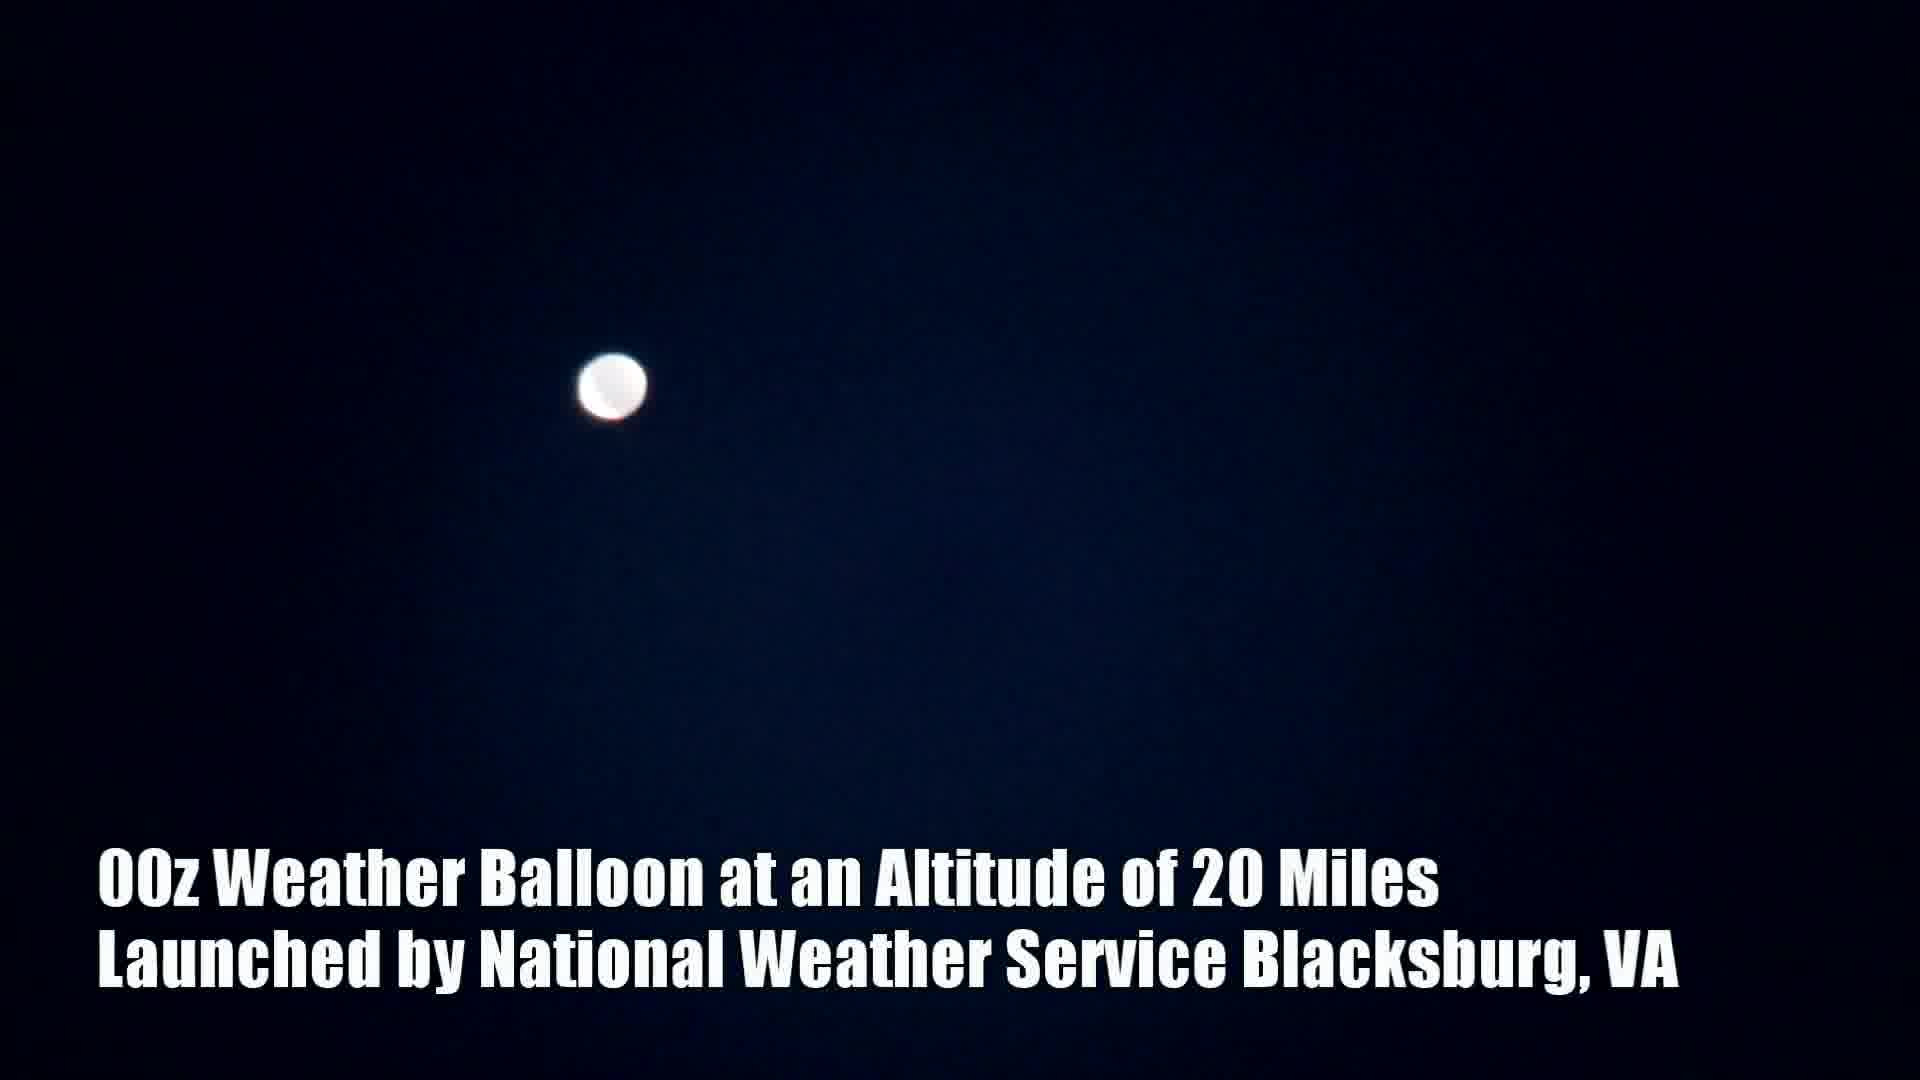 00z Weather Balloon at an Altitude of 20 Miles
Launched by National Weather Service Blacksburg, VA